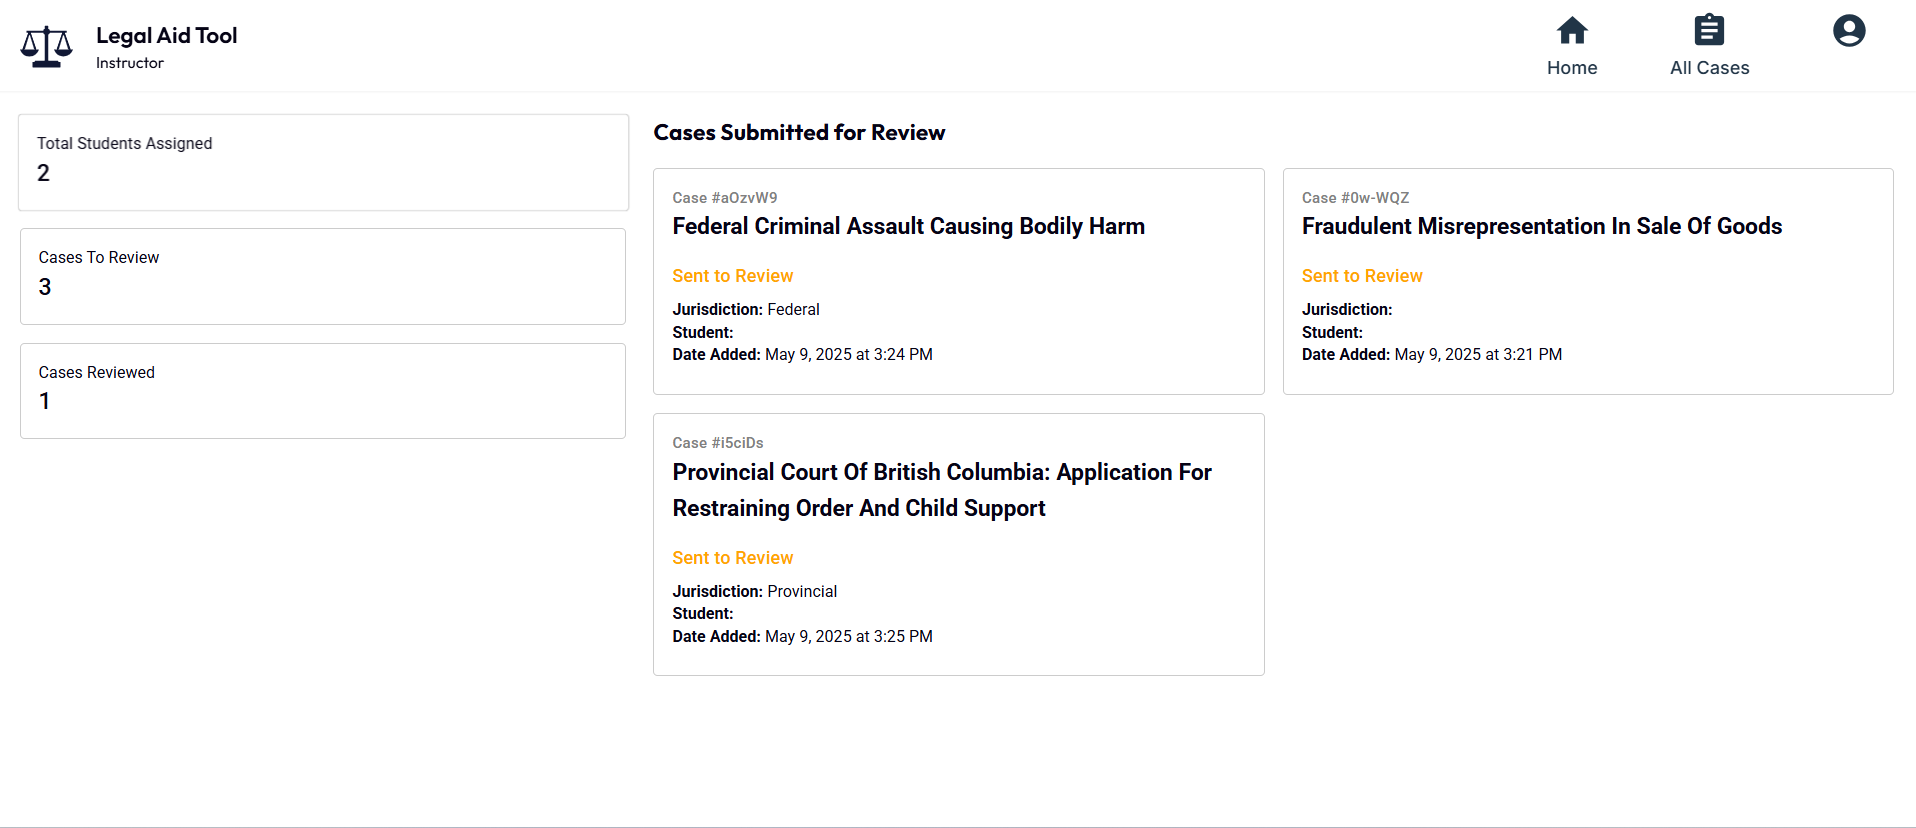 Legal Aid Tool
Instructor
Home
All Cases
Total Students Assigned
2
Cases To Review
3
Cases Reviewed
1
Cases Submitted for Review
Case #aOzvW9
Federal Criminal Assault Causing Bodily Harm
Sent to Review
Jurisdiction: Federal
Student:
Date Added: May 9, 2025 at 3:24 PM
Case #0w-WQZ
Fraudulent Misrepresentation In Sale Of Goods
Sent to Review
Jurisdiction:
Student:
Date Added: May 9, 2025 at 3:21 PM
Case #i5ciDs
Provincial Court Of British Columbia: Application For
Restraining Order And Child Support
Sent to Review
Jurisdiction: Provincial
Student:
Date Added: May 9, 2025 at 3:25 PM